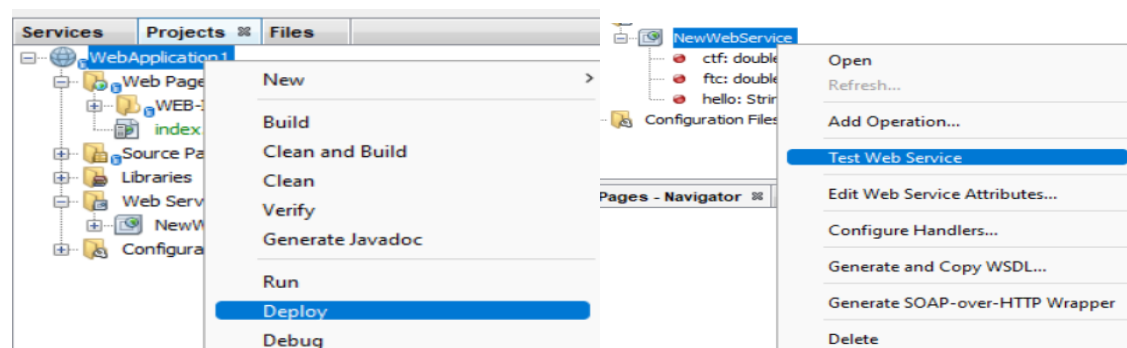 Services Projects Files
WebApplication1
Web Page
WEB-I
index.
Source Pa
Libraries
Web Serv
NewW
Configura
New
Build
Clean and Build
Clean
Verify
Generate Javadoc
Run
Deploy
Debug
NewWebService
ctf: double
ftc: double
hello: Strin
Configuration Files
Pages - Navigator
Open
Refresh...
Add Operation...
Test Web Service
Edit Web Service Attributes...
Configure Handlers...
Generate and Copy WSDL...
Generate SOAP-over-HTTP Wrapper
Delete